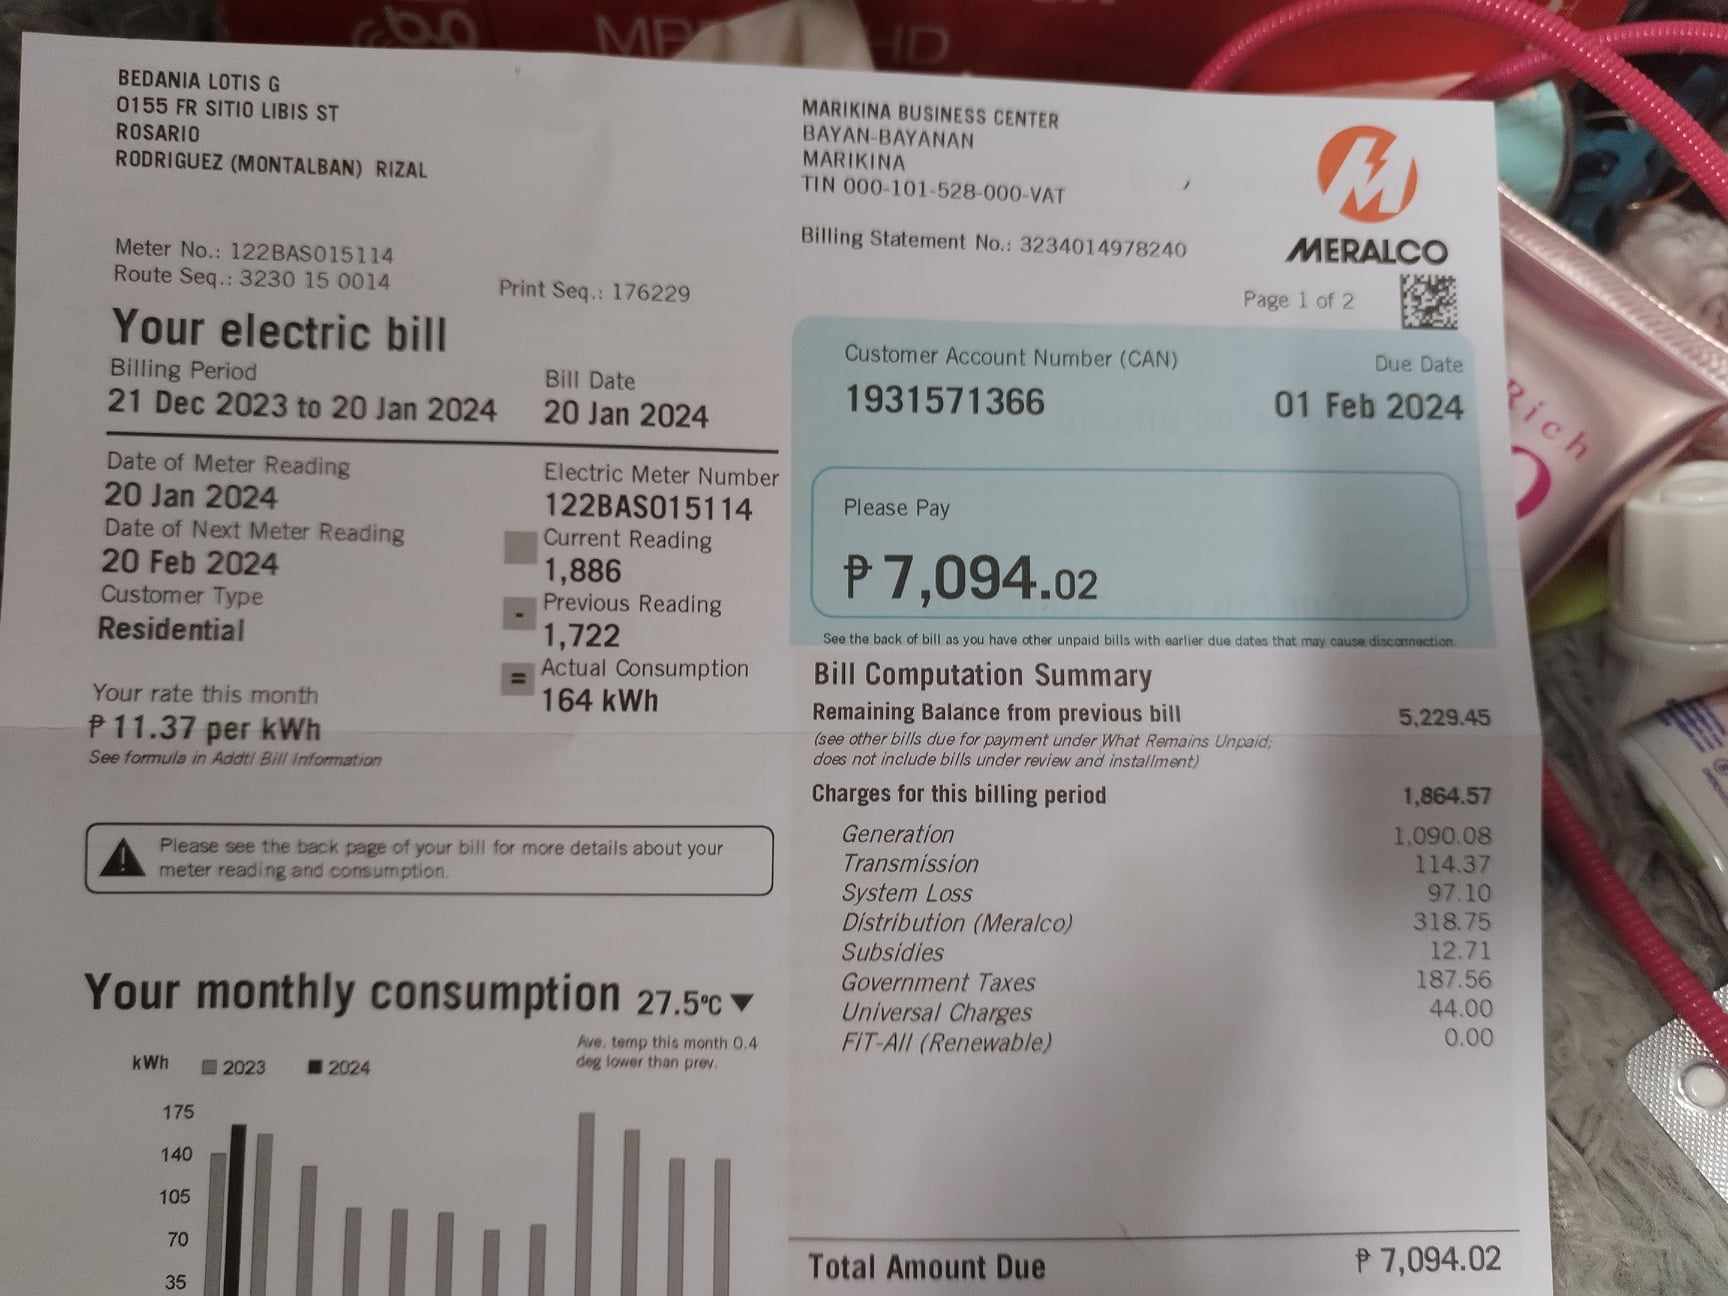 BEDANIA LOTIS G
0155 FR SITIO LIBIS ST
ROSARIO
RODRIGUEZ (MONTALBAN) RIZAL
MARIKINA BUSINESS CENTER
BAYAN-BAYANAN
MARIKINA
TIN 000-101-528-000-VAT
Billing Statement No.: 3234014978240
MERALCO
Page 1 of 2
Meter No.: 122BAS015114
Route Seq.: 3230 15 0014
Print Seq.: 176229
Your electric bill
Billing Period
21 Dec 2023 to 20 Jan 2024
Bill Date
20 Jan 2024
Date of Meter Reading
20 Jan 2024
Date of Next Meter Reading
20 Feb 2024
Customer Type
Residential
Electric Meter Number
122BAS015114
Current Reading
1,886
- Previous Reading
1,722
= Actual Consumption
164 kWh
Your rate this month
₱ 11.37 per kWh
See formula in Addtl Bill Information
Please see the back page of your bill for more details about your
meter reading and consumption.
Your monthly consumption 27.5°C ▼
Ave. temp this month 0.4
deg lower than prev.
kWh 2023 2024
175
140
105
70
35
Customer Account Number (CAN)
1931571366
Due Date
01 Feb 2024
Please Pay
₱ 7,094.02
See the back of bill as you have other unpaid bills with earlier due dates that may cause disconnection.
Bill Computation Summary
Remaining Balance from previous bill 5,229.45
(see other bills due for payment under What Remains Unpaid;
does not include bills under review and installment)
Charges for this billing period 1,864.57
Generation 1,090.08
Transmission 114.37
System Loss 97.10
Distribution (Meralco) 318.75
Subsidies 12.71
Government Taxes 187.56
Universal Charges 44.00
FiT-All (Renewable) 0.00
Total Amount Due ₱ 7,094.02
Rich